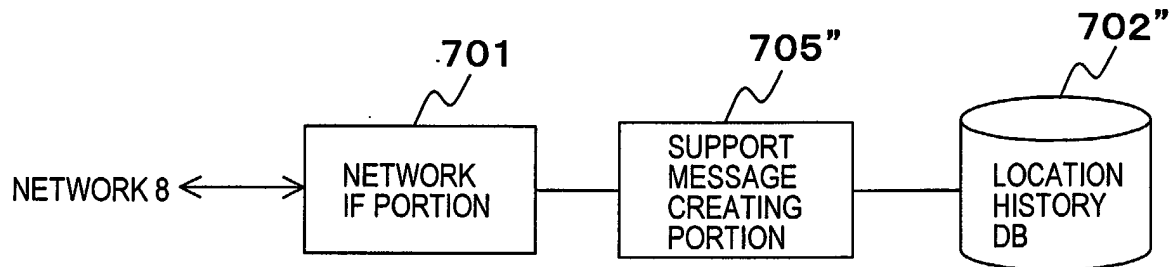 701
705”
702”
NETWORK 8
NETWORK
IF PORTION
SUPPORT
MESSAGE
CREATING
PORTION
LOCATION
HISTORY
DB